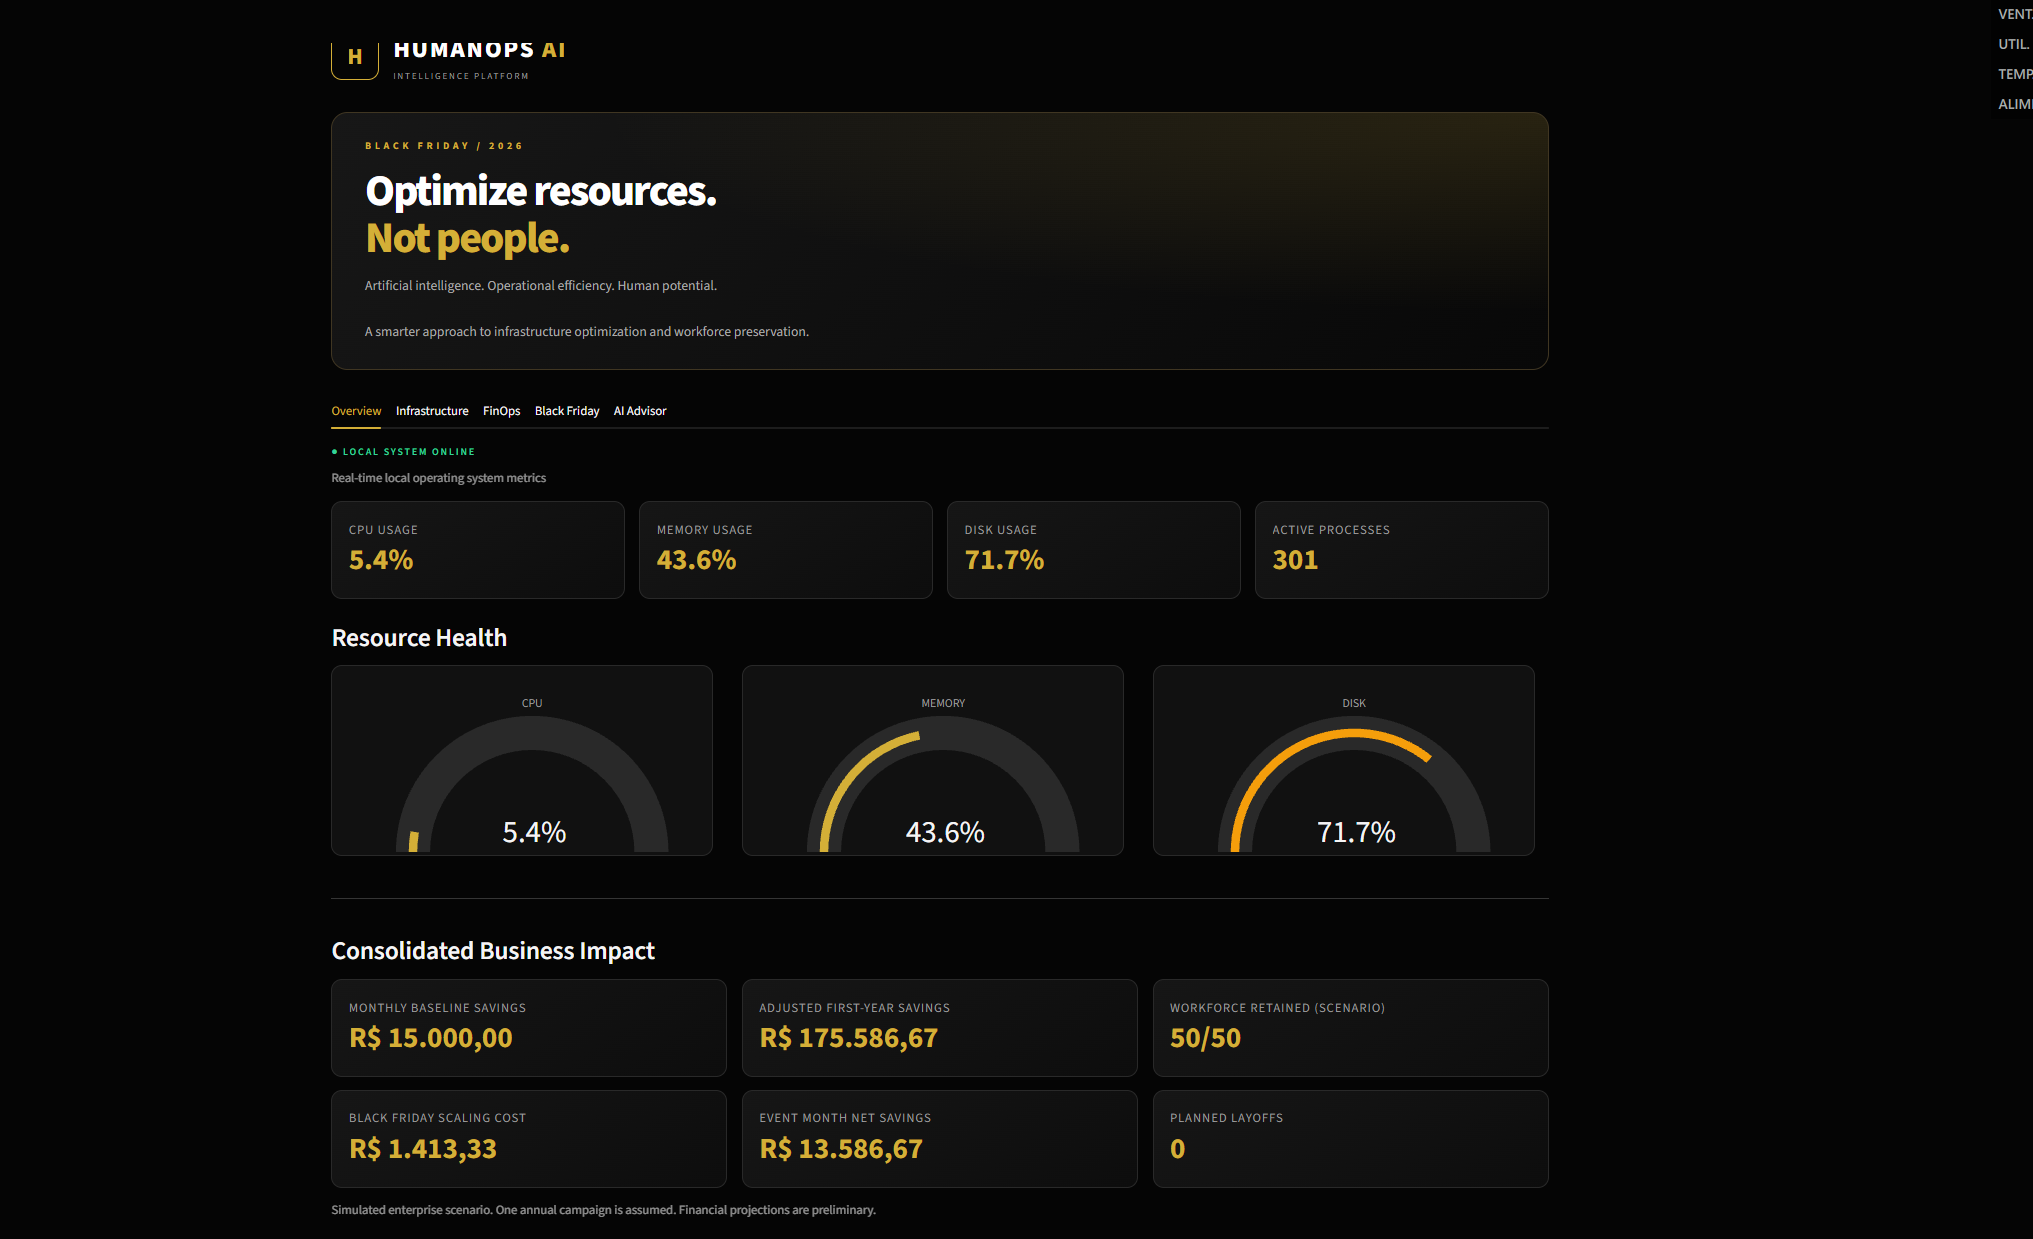 HUMANOPS AI
H
INTELLIGENCE PLATFORM
VENT.
UTIL.
BLACK FRIDAY / 2026
Optimize resources.
Not people.
Artificial intelligence. Operational efficiency. Human potential.
A smarter approach to infrastructure optimization and workforce preservation.
Overview Infrastructure FinOps Black Friday AI Advisor
● LOCAL SYSTEM ONLINE
Real-time local operating system metrics
CPU USAGE
5.4%
MEMORY USAGE
43.6%
DISK USAGE
71.7%
ACTIVE PROCESSES
301
Resource Health
CPU
5.4%
MEMORY
43.6%
DISK
71.7%
Consolidated Business Impact
MONTHLY BASELINE SAVINGS
R$ 15.000,00
ADJUSTED FIRST-YEAR SAVINGS
R$ 175.586,67
WORKFORCE RETAINED (SCENARIO)
50/50
BLACK FRIDAY SCALING COST
R$ 1.413,33
EVENT MONTH NET SAVINGS
R$ 13.586,67
PLANNED LAYOFFS
0
Simulated enterprise scenario. One annual campaign is assumed. Financial projections are preliminary.